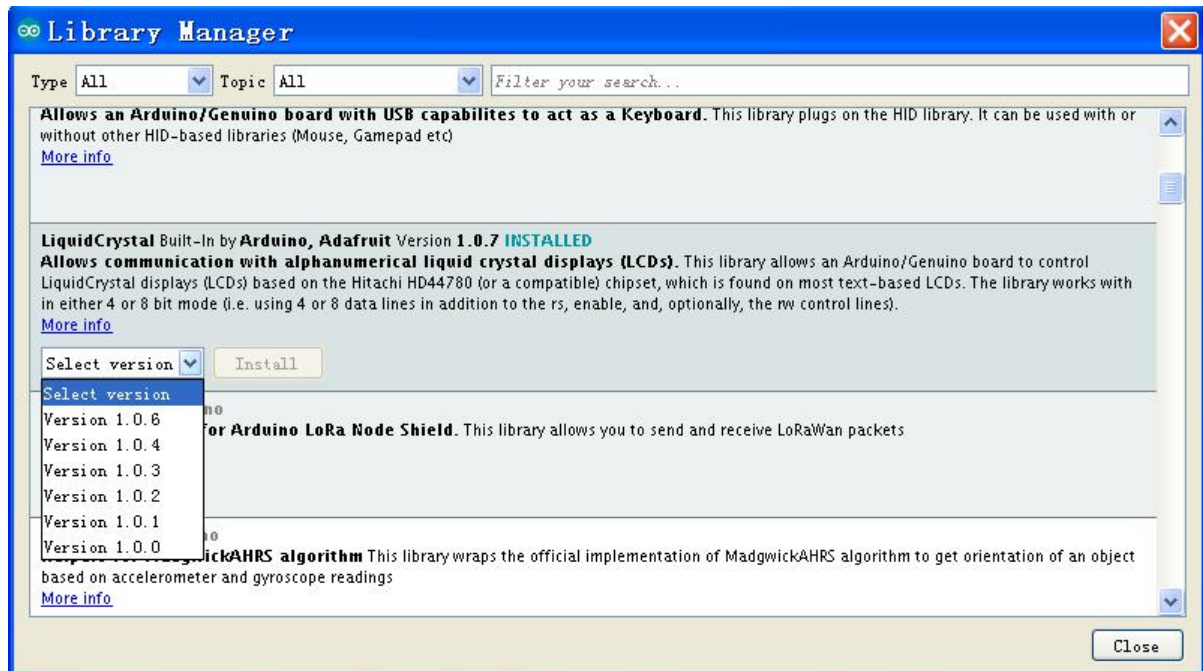 Library Manager
Type All Topic All Filter your search...
Allows an Arduino/Genuino board with USB capabilites to act as a Keyboard. This library plugs on the HID library. It can be used with or
without other HID-based libraries (Mouse, Gamepad etc)
More info
LiquidCrystal Built-In by Arduino, Adafruit Version 1.0.7 INSTALLED
Allows communication with alphanumerical liquid crystal displays (LCDs). This library allows an Arduino/Genuino board to control
LiquidCrystal displays (LCDs) based on the Hitachi HD44780 (or a compatible) chipset, which is found on most text-based LCDs. The library works with
in either 4 or 8 bit mode (i.e. using 4 or 8 data lines in addition to the rs, enable, and, optionally, the rw control lines).
More info
Select version Install
Select version
Version 1.0.6
Version 1.0.4
for Arduino LoRa Node Shield. This library allows you to send and receive LoRaWan packets
Version 1.0.3
Version 1.0.2
Version 1.0.1
Version 1.0.0
algorithm This library wraps the official implementation of MadgwickAHRS algorithm to get orientation of an object
based on accelerometer and gyroscope readings
More info
Close